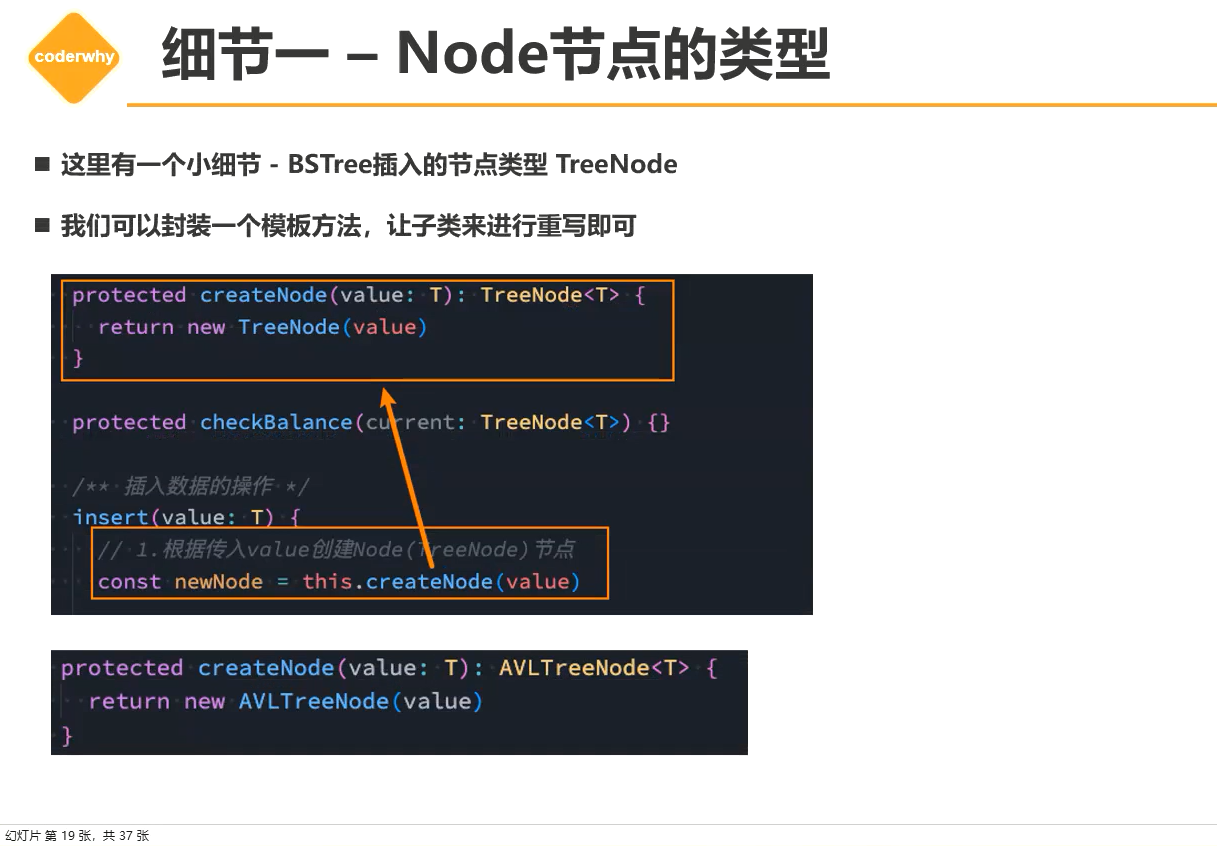 coderwhy
细节一 – Node节点的类型
■ 这里有一个小细节 - BSTree插入的节点类型 TreeNode
■ 我们可以封装一个模板方法，让子类来进行重写即可
protected createNode(value: T): TreeNode<T> {
return new TreeNode(value)
}
protected checkBalance(current: TreeNode<T>) {}
/** 插入数据的操作 */
insert(value: T) {
// 1.根据传入value创建Node(TreeNode)节点
const newNode = this.createNode(value)
protected createNode(value: T): AVLTreeNode<T> {
return new AVLTreeNode(value)
}
幻灯片 第 19 张，共 37 张